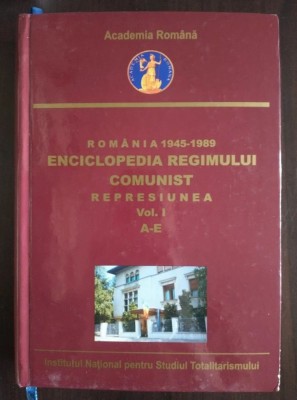 Academia Română
ROMÂNIA 1945-1989
ENCICLOPEDIA REGIMULUI
COMUNIST
REPRESIUNEA
Vol. I
A-E
Institutul Național pentru Studiul Totalitarismului